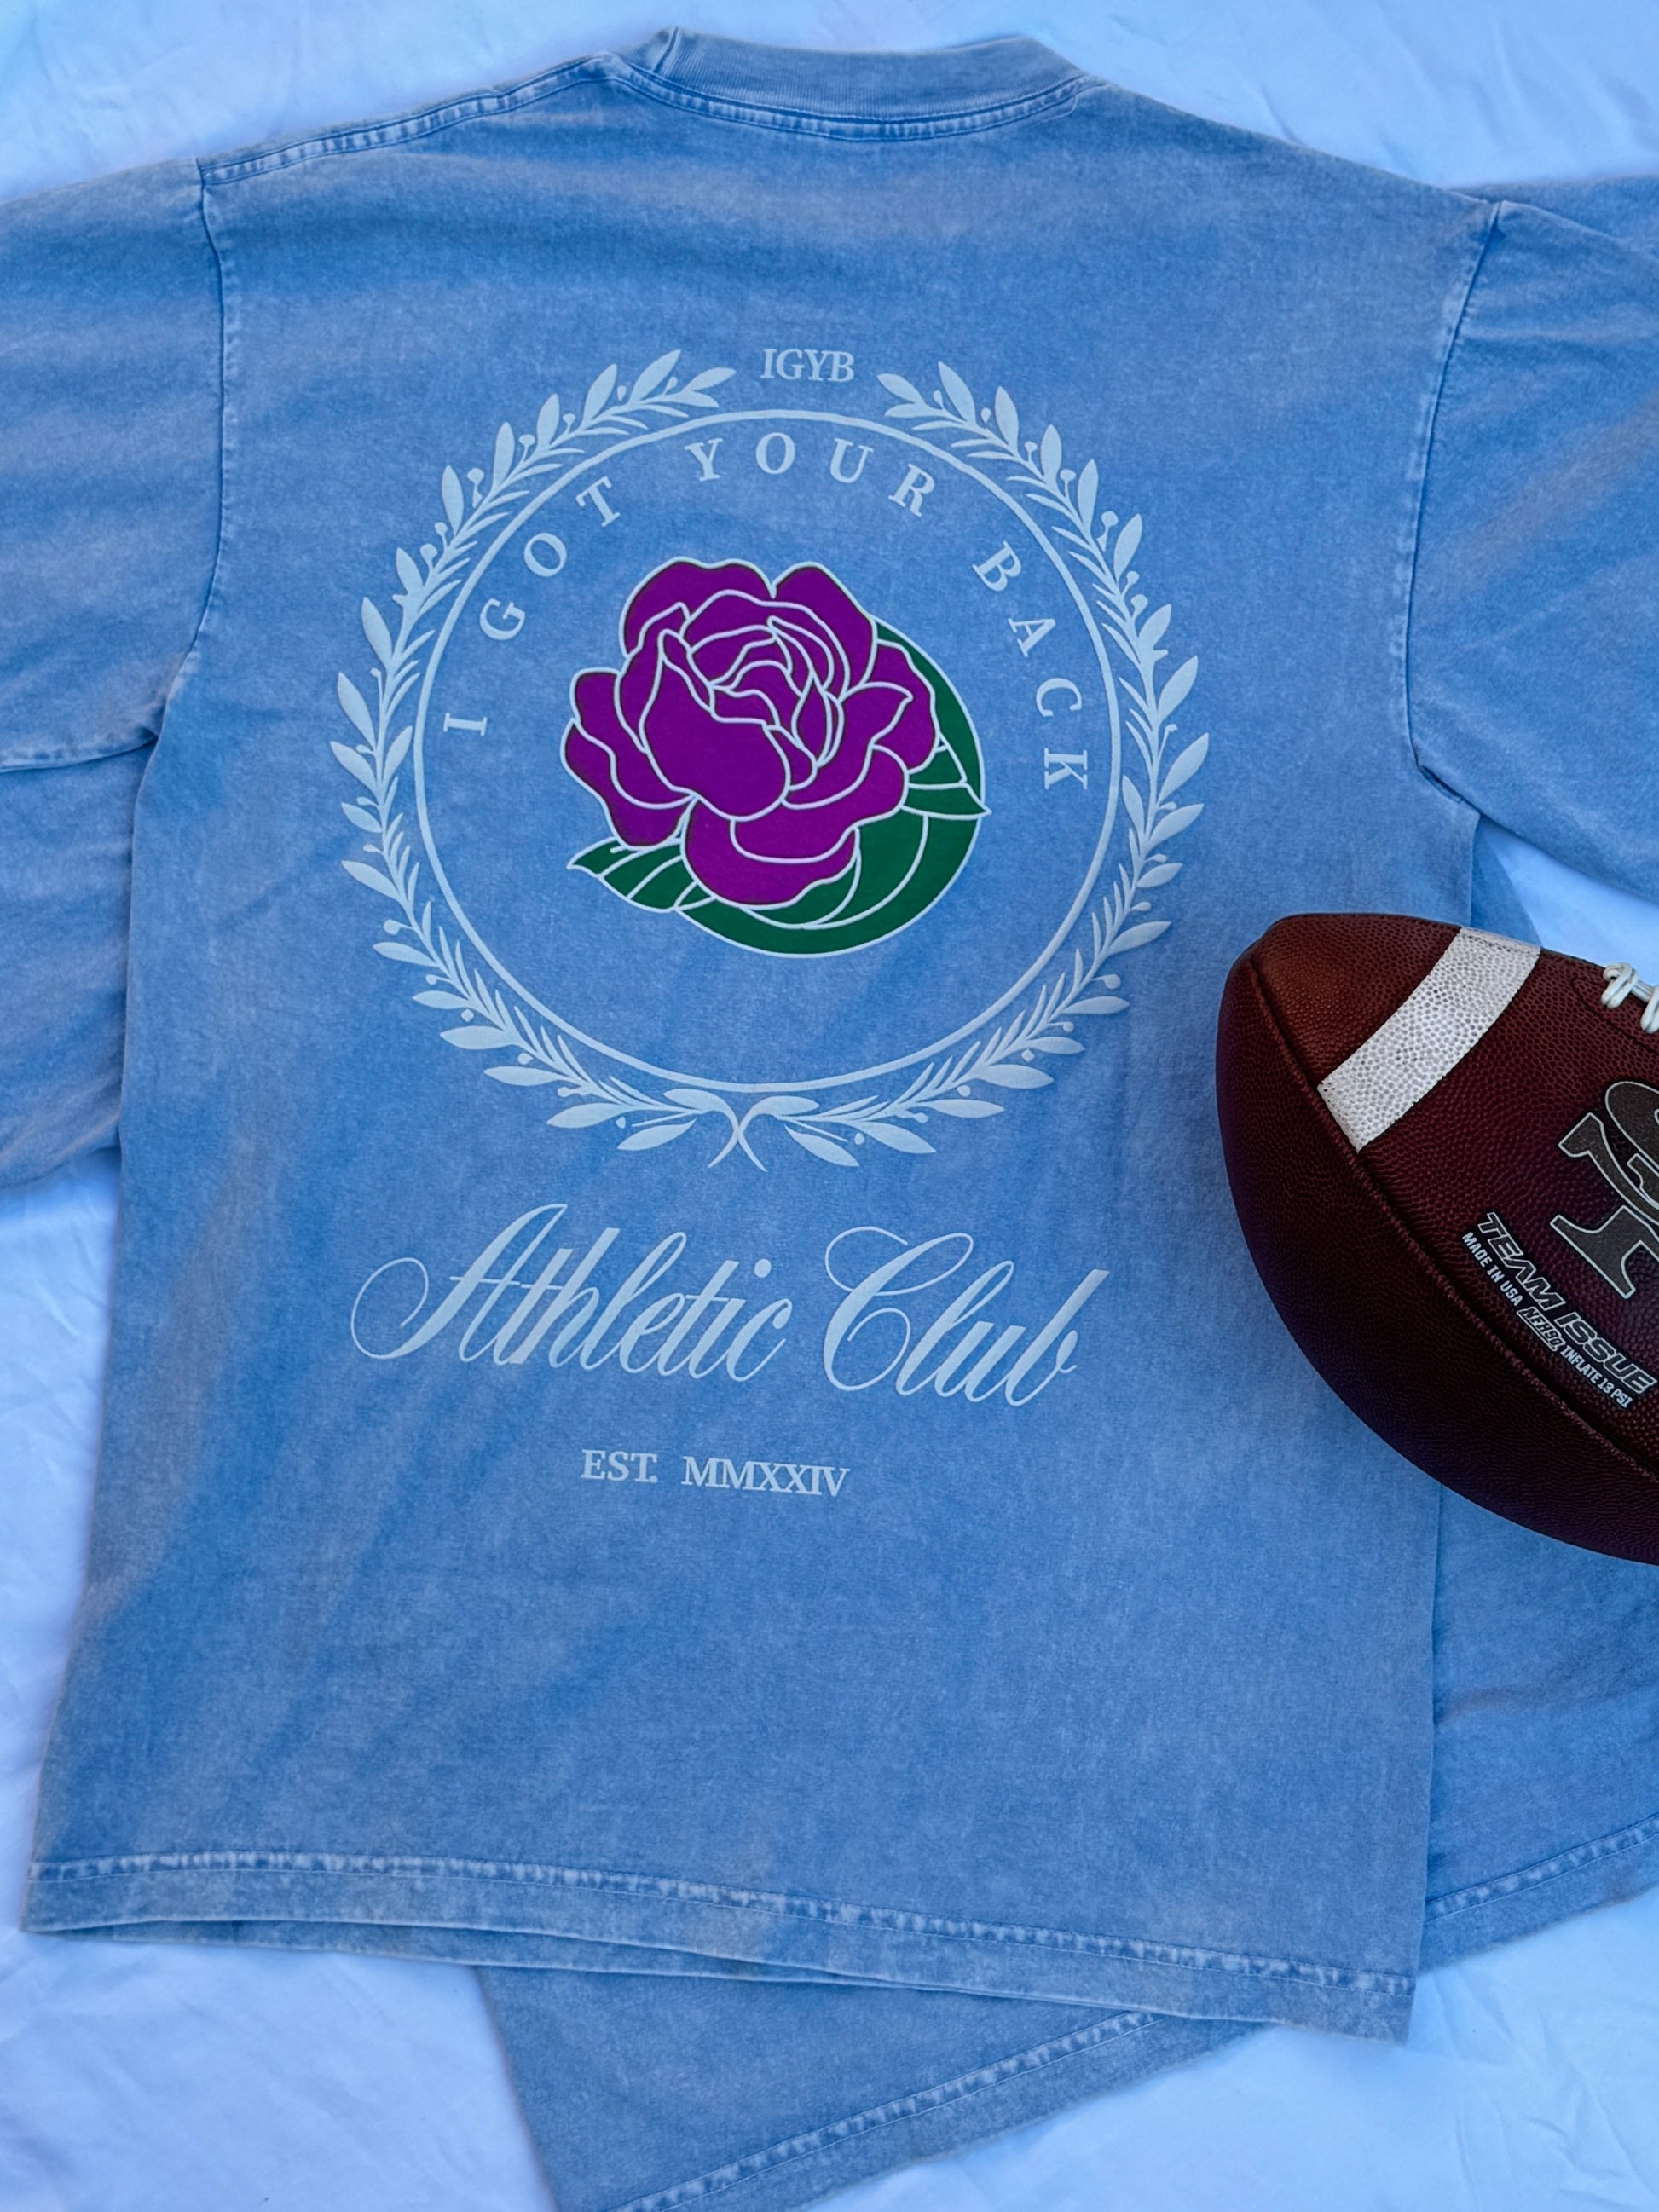 IGYB
I GOT YOUR BACK
Athletic Club
EST. MMXXIV
TEAM ISSUE
MADE IN USA
INFLATE 13 PSI